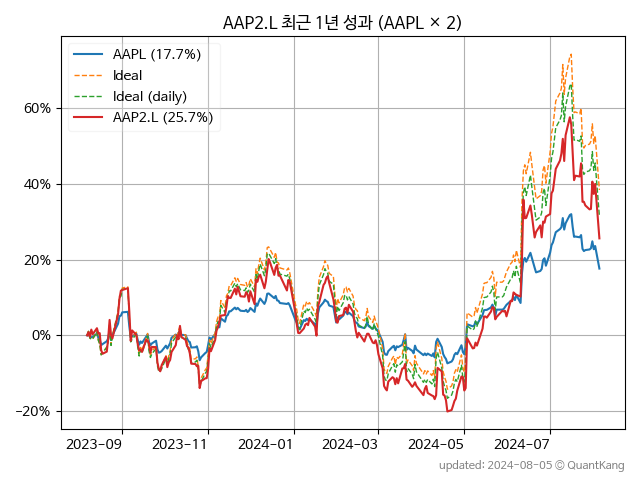 AAP2.L 최근 1년 성과 (AAPL × 2)
AAPL (17.7%)
Ideal
Ideal (daily)
AAP2.L (25.7%)
60%
40%
20%
0%
−20%
2023-09 2023-11 2024-01 2024-03 2024-05 2024-07
updated: 2024-08-05 © QuantKang